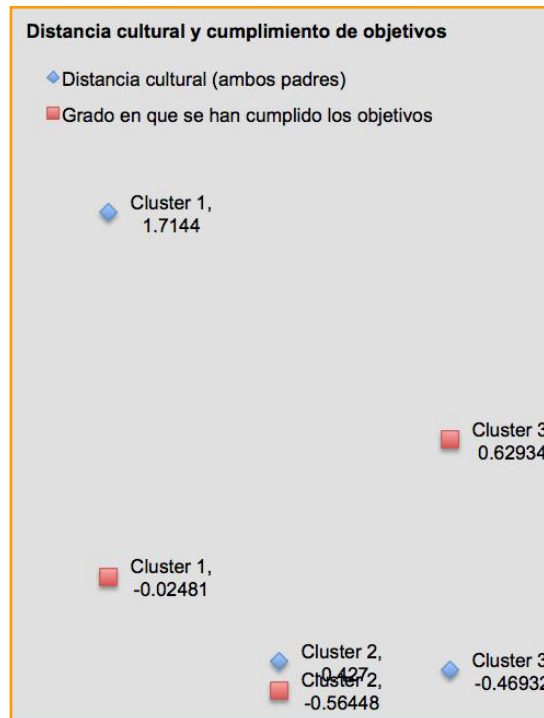 Distancia cultural y cumplimiento de objetivos
Distancia cultural (ambos padres)
Grado en que se han cumplido los objetivos
Cluster 1,
1.7144
Cluster 3
0.62934
Cluster 1,
-0.02481
Cluster 2,
-0.427
Cluster 2,
-0.56448
Cluster 3
-0.46932